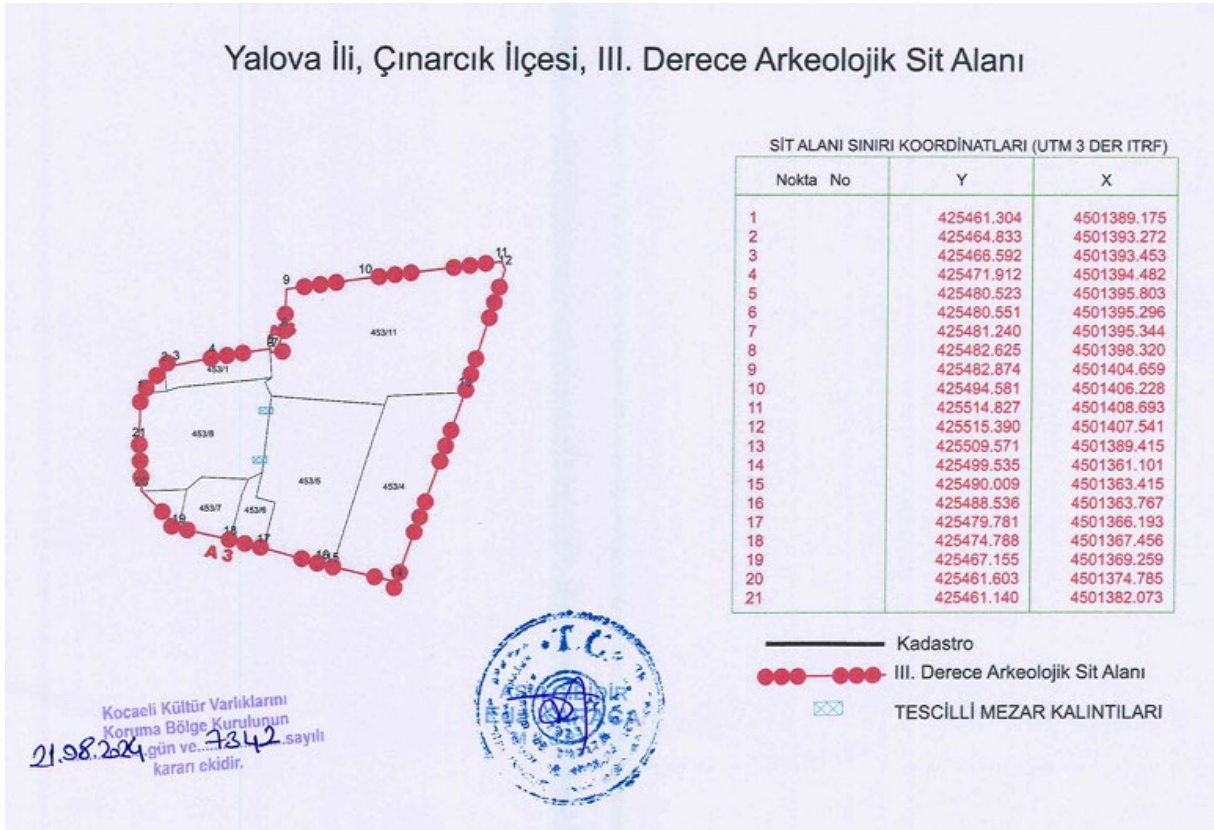 Yalova İli, Çınarcık İlçesi, III. Derece Arkeolojik Sit Alanı
SİT ALANI SINIRI KOORDİNATLARI (UTM 3 DER ITRF)
Nokta No Y X
1 425461.304 4501389.175
2 425464.833 4501393.272
3 425466.592 4501393.453
4 425471.912 4501394.482
5 425480.523 4501395.803
6 425480.551 4501395.296
7 425481.240 4501395.344
8 425482.625 4501398.320
9 425482.874 4501404.659
10 425494.581 4501406.228
11 425514.827 4501408.693
12 425515.390 4501407.541
13 425509.571 4501389.415
14 425499.535 4501361.101
15 425490.009 4501363.415
16 425488.536 4501363.767
17 425479.781 4501366.193
18 425474.788 4501367.456
19 425467.155 4501369.259
20 425461.603 4501374.785
21 425461.140 4501382.073
11
10
9
453/11
4
3
453/1
21
453/8
453/5
453/4
20
453/7
453/6
19
18
17
A 3
14
Kadastro
III. Derece Arkeolojik Sit Alanı
TESCİLLİ MEZAR KALINTILARI
T.C.
Kocaeli Kültür Varlıklarını
Koruma Bölge Kurulunun
21.08.2024 gün ve 7342 sayılı
kararı ekidir.